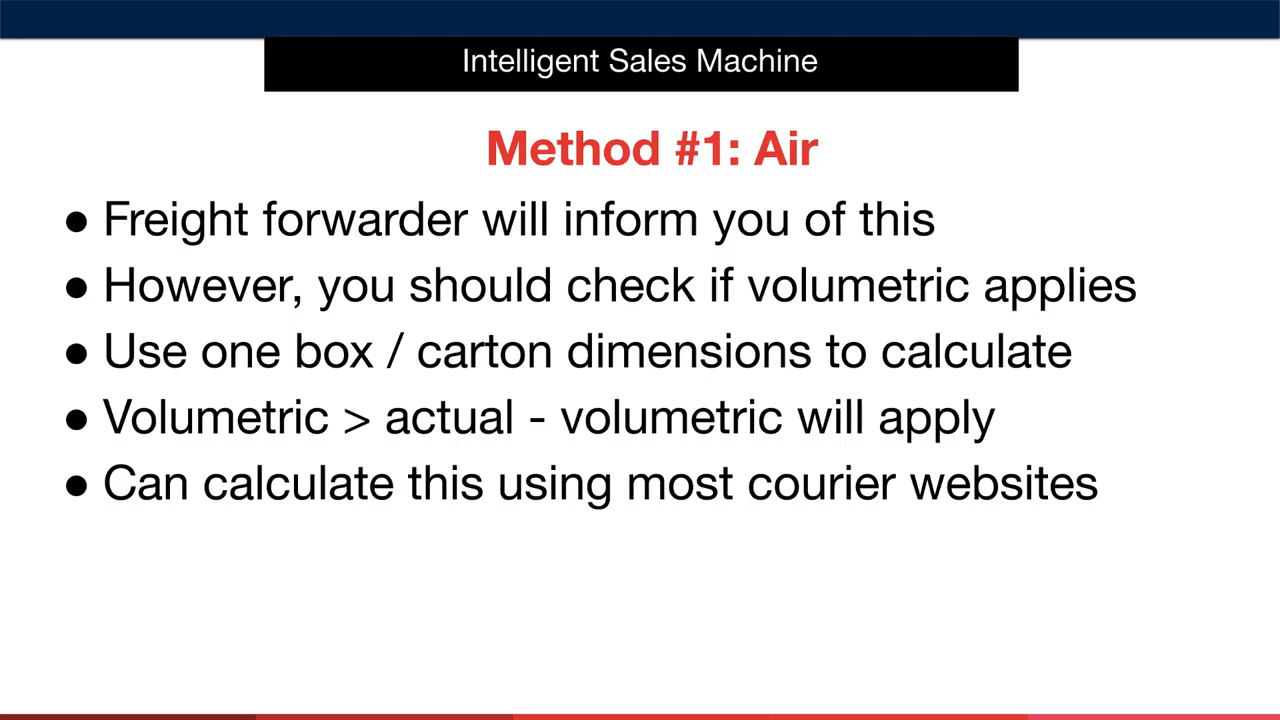 Intelligent Sales Machine
Method #1: Air
● Freight forwarder will inform you of this
● However, you should check if volumetric applies
● Use one box / carton dimensions to calculate
● Volumetric > actual - volumetric will apply
● Can calculate this using most courier websites